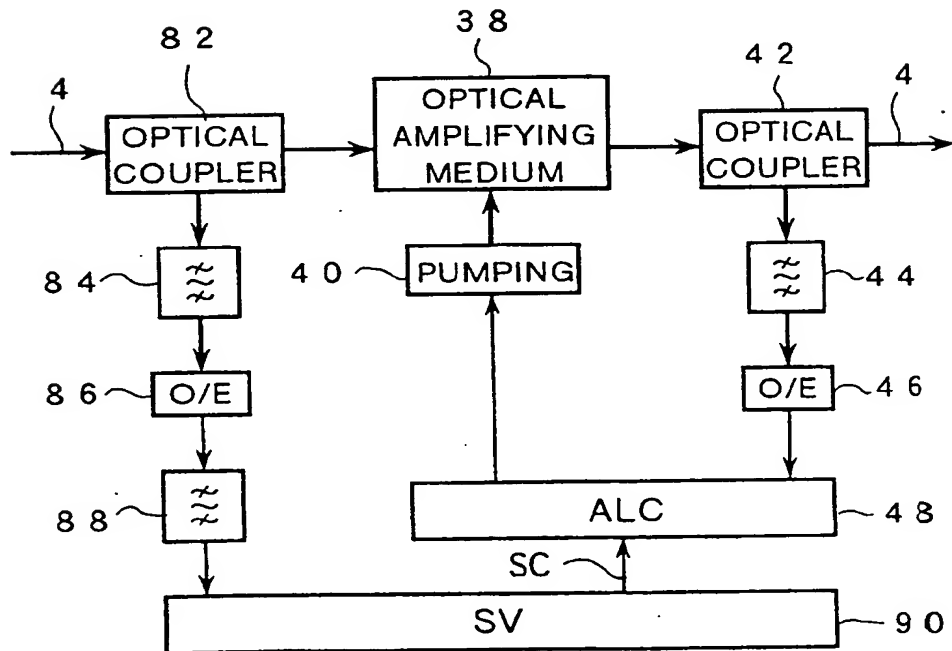 82
38
42
4
4
OPTICAL
COUPLER
OPTICAL
AMPLIFYING
MEDIUM
OPTICAL
COUPLER
84
40
PUMPING
44
86
O/E
O/E
46
88
ALC
48
SC
SV
90